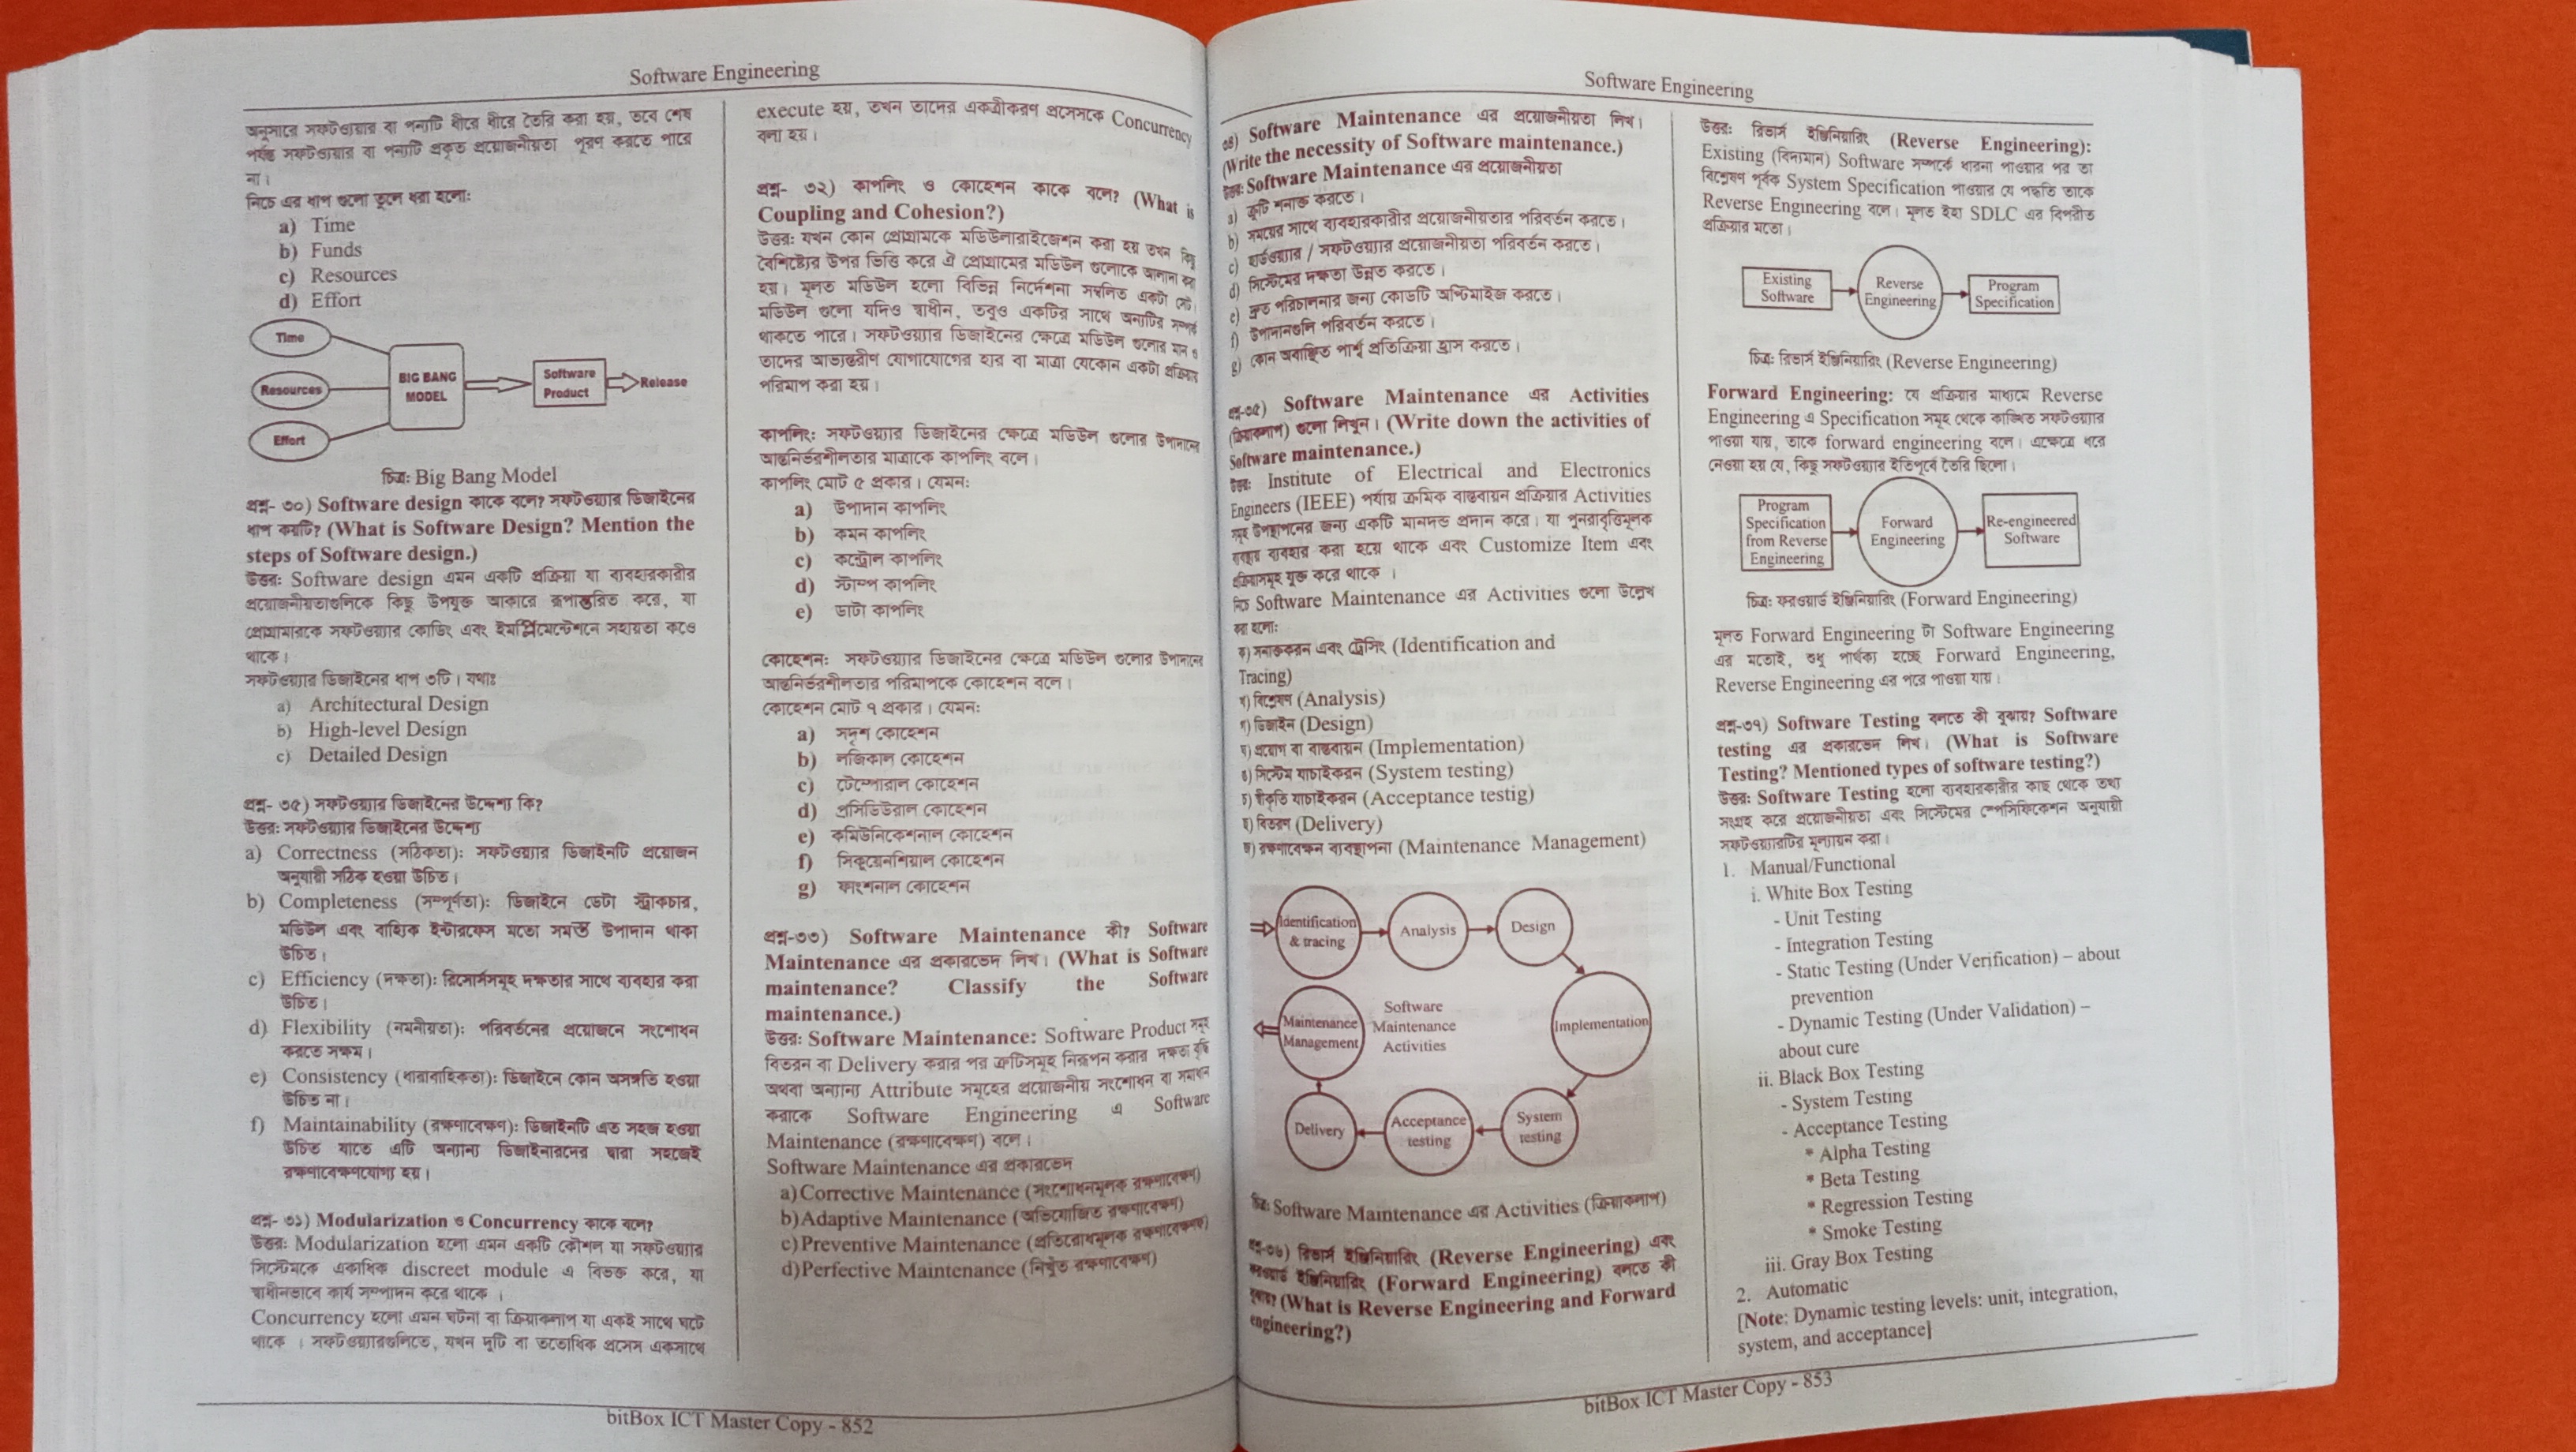 Software Engineering
অনুসারে সফটওয়্যার বা পন্যটি ধীরে ধীরে তৈরি করা হয়, তবে শেষ
পর্যন্ত সফটওয়্যার বা পন্যটি প্রকৃত প্রয়োজনীয়তা পূরণ করতে পারে
না।
নিচে এর ধাপ গুলো তুলে ধরা হলো:
a) Time
b) Funds
c) Resources
d) Effort
Time
Resources
Effort
BIG BANG
MODEL
Software
Product
Release
চিত্র: Big Bang Model
প্রশ্ন- ৩০) Software design কাকে বলে? সফটওয়্যার ডিজাইনের
ধাপ কয়টি? (What is Software Design? Mention the
steps of Software design.)
উত্তর: Software design এমন একটি প্রক্রিয়া যা ব্যবহারকারীর
প্রয়োজনীয়তাগুলিকে কিছু উপযুক্ত আকারে রূপান্তরিত করে, যা
প্রোগ্রামারকে সফটওয়্যার কোডিং এবং ইমপ্লিমেন্টেশনে সহায়তা কণ্ডে
থাকে।
সফটওয়্যার ডিজাইনের ধাপ ৩টি। যথাঃ
a) Architectural Design
b) High-level Design
c) Detailed Design
প্রশ্ন- ৩৫) সফটওয়্যার ডিজাইনের উদ্দেশ্য কি?
উত্তর: সফটওয়্যার ডিজাইনের উদ্দেশ্য
a) Correctness (সঠিকতা): সফটওয়্যার ডিজাইনটি প্রয়োজন
অনুযায়ী সঠিক হওয়া উচিত।
b) Completeness (সম্পূর্ণতা): ডিজাইনে ডেটা স্ট্রাকচার,
মডিউল এবং বাহ্যিক ইন্টারফেস মতো সমস্ত উপাদান থাকা
উচিত।
c) Efficiency (দক্ষতা): রিসোর্সসমূহ দক্ষতার সাথে ব্যবহার করা
উচিত।
d) Flexibility (নমনীয়তা): পরিবর্তনের প্রয়োজনে সংশোধন
করতে সক্ষম।
e) Consistency (ধারাবাহিকতা): ডিজাইনে কোন অসঙ্গতি হওয়া
উচিত না।
f) Maintainability (রক্ষণাবেক্ষণ): ডিজাইনটি এত সহজ হওয়া
উচিত যাতে এটি অন্যান্য ডিজাইনারদের দ্বারা সহজেই
রক্ষণাবেক্ষণযোগ্য হয়।
প্রশ্ন- ৩১) Modularization ও Concurrency কাকে বলে?
উত্তর: Modularization হলো এমন একটি কৌশল যা সফটওয়্যার
সিস্টেমকে একাধিক discreet module এ বিভক্ত করে, যা
স্বাধীনভাবে কার্য সম্পাদন করে থাকে ।
Concurrency হলো এমন ঘটনা বা ক্রিয়াকলাপ যা একই সাথে ঘটে
থাকে । সফটওয়্যারগুলিতে, যখন দুটি বা ততোধিক প্রসেস একসাথে
execute হয়, তখন তাদের একত্রীকরণ প্রসেসকে Concurrency
বলা হয়।
প্রশ্ন- ৩২) কাপলিং ও কোহেশন কাকে বলে? (What is
Coupling and Cohesion?)
উত্তর: যখন কোন প্রোগ্রামকে মডিউলারাইজেশন করা হয় তখন কিছু
বৈশিষ্ট্যের উপর ভিত্তি করে ঐ প্রোগ্রামের মডিউল গুলোকে আলাদা করা
হয়। মূলত মডিউল হলো বিভিন্ন নির্দেশনা সম্বলিত একটা সেট।
মডিউল গুলো যদিও স্বাধীন, তবুও একটির সাথে অন্যটির সম্পর্ক
থাকতে পারে। সফটওয়্যার ডিজাইনের ক্ষেত্রে মডিউল গুলোর মান ও
তাদের আভ্যন্তরীণ যোগাযোগের হার বা মাত্রা যেকোন একটা প্রক্রিয়ায়
পরিমাপ করা হয়।
কাপলিং: সফটওয়্যার ডিজাইনের ক্ষেত্রে মডিউল গুলোর উপাদানের
আন্তনির্ভরশীলতার মাত্রাকে কাপলিং বলে।
কাপলিং মোট ৫ প্রকার। যেমন:
a) উপাদান কাপলিং
b) কমন কাপলিং
c) কন্ট্রোল কাপলিং
d) স্টাম্প কাপলিং
e) ডাটা কাপলিং
কোহেশন: সফটওয়্যার ডিজাইনের ক্ষেত্রে মডিউল গুলোর উপাদানের
আন্তনির্ভরশীলতার পরিমাপকে কোহেশন বলে।
কোহেশন মোট ৭ প্রকার। যেমন:
a) সদৃশ কোহেশন
b) লজিকাল কোহেশন
c) টেম্পোরাল কোহেশন
d) প্রসিডিউরাল কোহেশন
e) কমিউনিকেশনাল কোহেশন
f) সিকুয়েনশিয়াল কোহেশন
g) ফাংশনাল কোহেশন
প্রশ্ন-৩৩) Software Maintenance কী? Software
Maintenance এর প্রকারভেদ লিখ। (What is Software
maintenance? Classify the Software
maintenance.)
উত্তর: Software Maintenance: Software Product সমূহ
বিতরন বা Delivery করার পর ত্রুটিসমূহ নিরূপন করার দক্ষতা বৃদ্ধি
অথবা অন্যান্য Attribute সমূহের প্রয়োজনীয় সংশোধন বা সমাধান
করাকে Software Engineering এ Software
Maintenance (রক্ষণাবেক্ষণ) বলে।
Software Maintenance এর প্রকারভেদ
a) Corrective Maintenance (সংশোধনমূলক রক্ষণাবেক্ষণ)
b) Adaptive Maintenance (অভিযোজিত রক্ষণাবেক্ষণ)
c) Preventive Maintenance (প্রতিরোধমূলক রক্ষণাবেক্ষণ)
d) Perfective Maintenance (নিখুঁত রক্ষণাবেক্ষণ)
bitBox ICT Master Copy - 852
Software Engineering
৩৪) Software Maintenance এর প্রয়োজনীয়তা লিখ।
(Write the necessity of Software maintenance.)
উত্তর: Software Maintenance এর প্রয়োজনীয়তা
a) ত্রুটি শনাক্ত করতে।
b) সময়ের সাথে ব্যবহারকারীর প্রয়োজনীয়তার পরিবর্তন করতে।
c) হার্ডওয়্যার / সফটওয়্যার প্রয়োজনীয়তা পরিবর্তন করতে।
d) সিস্টেমের দক্ষতা উন্নত করতে।
e) দ্রুত পরিচালনার জন্য কোডটি অপ্টিমাইজ করতে।
f) উপাদানগুলি পরিবর্তন করতে।
g) কোন অবাঞ্ছিত পার্শ্ব প্রতিক্রিয়া হ্রাস করতে।
প্রশ্ন-৩৫) Software Maintenance এর Activities
(ক্রিয়াকলাপ) গুলো লিখুন। (Write down the activities of
Software maintenance.)
উত্তর: Institute of Electrical and Electronics
Engineers (IEEE) পর্যায় ক্রমিক বাস্তবায়ন প্রক্রিয়ার Activities
সমূহ উপস্থাপনের জন্য একটি মানদন্ড প্রদান করে। যা পুনরাবৃত্তিমূলক
ব্যবস্থায় ব্যবহার করা হয়ে থাকে এবং Customize Item এবং
প্রক্রিয়াসমূহ যুক্ত করে থাকে ।
নিচে Software Maintenance এর Activities গুলো উল্লেখ
করা হলো:
ক) সনাক্তকরন এবং ট্রেসিং (Identification and
Tracing)
খ) বিশ্লেষণ (Analysis)
গ) ডিজাইন (Design)
ঘ) প্রয়োগ বা বাস্তবায়ন (Implementation)
ঙ) সিস্টেম যাচাইকরন (System testing)
চ) স্বীকৃতি যাচাইকরন (Acceptance testig)
ছ) বিতরণ (Delivery)
জ) রক্ষণাবেক্ষন ব্যবস্থাপনা (Maintenance Management)
Identification
& tracing
Analysis
Design
Implementation
Software
Maintenance
Activities
Maintenance
Management
Delivery
Acceptance
testing
System
testing
চিত্র: Software Maintenance এর Activities (ক্রিয়াকলাপ)
প্রশ্ন-৩৬) রিভার্স ইঞ্জিনিয়ারিং (Reverse Engineering) এবং
ফরওয়ার্ড ইঞ্জিনিয়ারিং (Forward Engineering) বলতে কী
বুঝায়? (What is Reverse Engineering and Forward
engineering?)
উত্তর: রিভার্স ইঞ্জিনিয়ারিং (Reverse Engineering):
Existing (বিদ্যমান) Software সম্পর্কে ধারনা পাওয়ার পর তা
বিশ্লেষণ পূর্বক System Specification পাওয়ার যে পদ্ধতি তাকে
Reverse Engineering বলে। মূলত ইহা SDLC এর বিপরীত
প্রক্রিয়ার মতো।
Existing
Software
Reverse
Engineering
Program
Specification
চিত্র: রিভার্স ইঞ্জিনিয়ারিং (Reverse Engineering)
Forward Engineering: যে প্রক্রিয়ার মাধ্যমে Reverse
Engineering এ Specification সমূহ থেকে কাঙ্খিত সফটওয়্যার
পাওয়া যায়, তাকে forward engineering বলে। এক্ষেত্রে ধরে
নেওয়া হয় যে, কিছু সফটওয়্যার ইতিপূর্বে তৈরি ছিলো।
Program
Specification
from Reverse
Engineering
Forward
Engineering
Re-engineered
Software
চিত্র: ফরওয়ার্ড ইঞ্জিনিয়ারিং (Forward Engineering)
মূলত Forward Engineering টা Software Engineering
এর মতোই, শুধু পার্থক্য হচ্ছে Forward Engineering,
Reverse Engineering এর পরে পাওয়া যায়।
প্রশ্ন-৩৭) Software Testing বলতে কী বুঝায়? Software
testing এর প্রকারভেদ লিখ। (What is Software
Testing? Mentioned types of software testing?)
উত্তর: Software Testing হলো ব্যবহারকারীর কাছ থেকে তথ্য
সংগ্রহ করে প্রয়োজনীয়তা এবং সিস্টেমের স্পেসিফিকেশন অনুযায়ী
সফটওয়্যারটির মূল্যায়ন করা।
1. Manual/Functional
i. White Box Testing
- Unit Testing
- Integration Testing
- Static Testing (Under Verification) – about
prevention
- Dynamic Testing (Under Validation) –
about cure
ii. Black Box Testing
- System Testing
- Acceptance Testing
* Alpha Testing
* Beta Testing
* Regression Testing
* Smoke Testing
iii. Gray Box Testing
2. Automatic
[Note: Dynamic testing levels: unit, integration,
system, and acceptance]
bitBox ICT Master Copy - 853